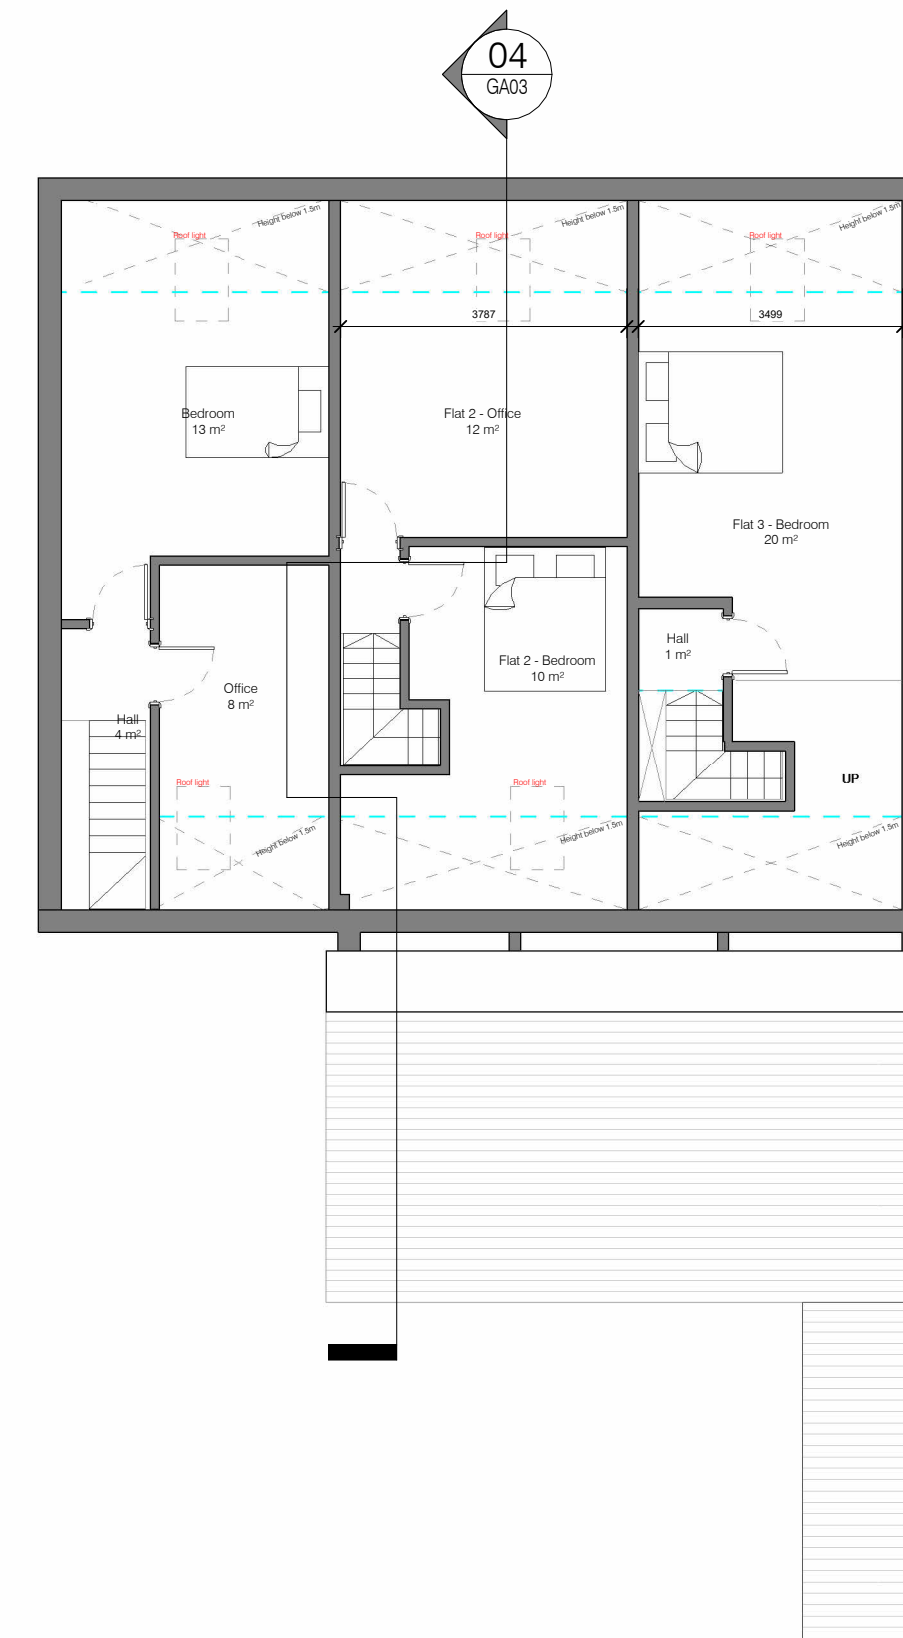 04
GA03
Height below 1.5m
Height below 1.5m
Height below 1.5m
Roof light
Roof light
Roof light
3787
3499
Bedroom
13 m²
Flat 2 - Office
12 m²
Flat 3 - Bedroom
20 m²
Hall
1 m²
Flat 2 - Bedroom
10 m²
Office
8 m²
Hall
4 m²
UP
Roof light
Roof light
Height below 1.5m
Height below 1.5m
Height below 1.5m